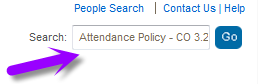 People Search | Contact Us | Help
Search: Attendance Policy - CO 3.2 Go